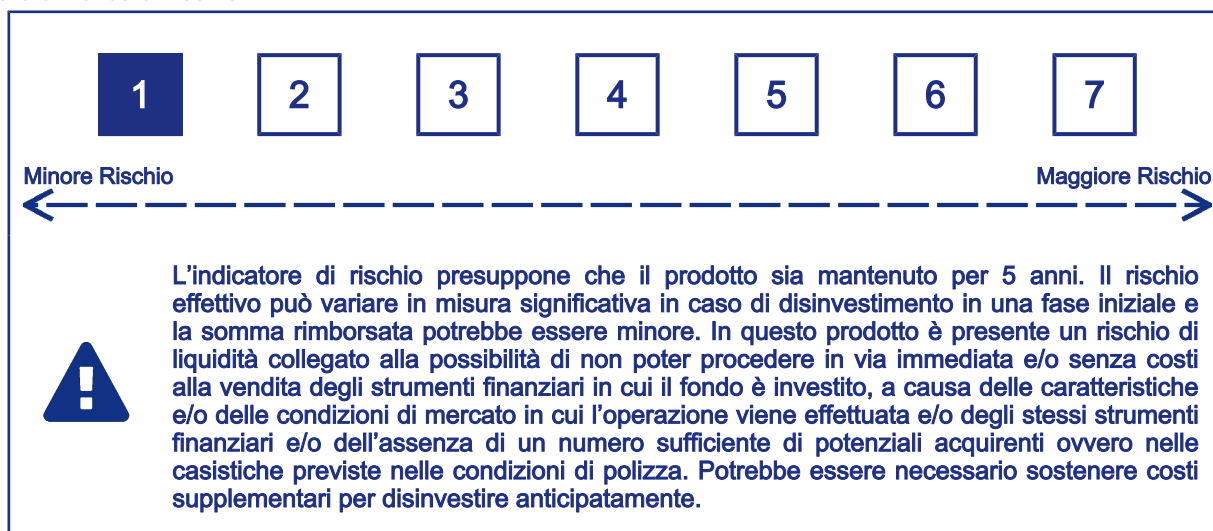 1 2 3 4 5 6 7
Minore Rischio Maggiore Rischio
L'indicatore di rischio presuppone che il prodotto sia mantenuto per 5 anni. Il rischio
effettivo può variare in misura significativa in caso di disinvestimento in una fase iniziale e
la somma rimborsata potrebbe essere minore. In questo prodotto è presente un rischio di
liquidità collegato alla possibilità di non poter procedere in via immediata e/o senza costi
alla vendita degli strumenti finanziari in cui il fondo è investito, a causa delle caratteristiche
e/o delle condizioni di mercato in cui l'operazione viene effettuata e/o degli stessi strumenti
finanziari e/o dell'assenza di un numero sufficiente di potenziali acquirenti ovvero nelle
casistiche previste nelle condizioni di polizza. Potrebbe essere necessario sostenere costi
supplementari per disinvestire anticipatamente.